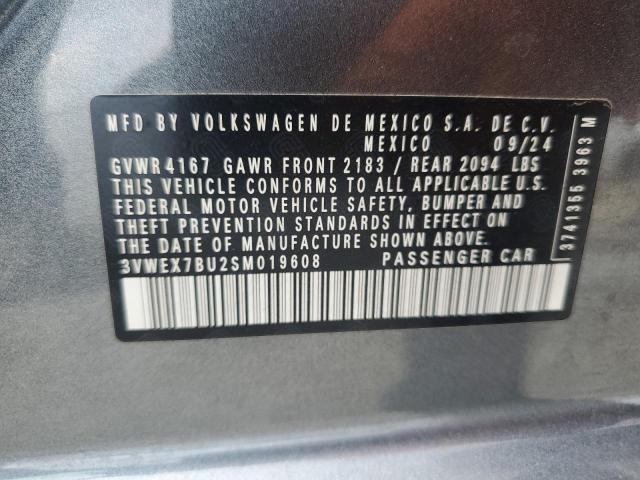 MFD BY VOLKSWAGEN DE MEXICO S.A. DE C.V.
MEXICO 09/24
GVWR 4167 GAWR FRONT 2183 / REAR 2094 LBS
THIS VEHICLE CONFORMS TO ALL APPLICABLE U.S.
FEDERAL MOTOR VEHICLE SAFETY, BUMPER AND
THEFT PREVENTION STANDARDS IN EFFECT ON
THE DATE OF MANUFACTURE SHOWN ABOVE
3VWEX7BU2SM019608 PASSENGER CAR
3741355 3963 M